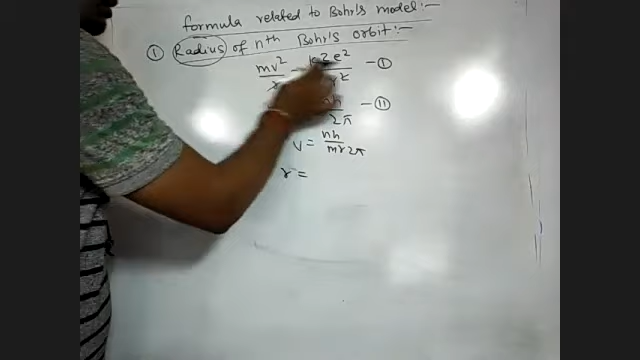 formula related to Bohr's model:-
① Radius of nth Bohr's orbit:-
mv² / r = kZe² / r² -①
nh / 2π -⑪
v = nh / mr2π
r =